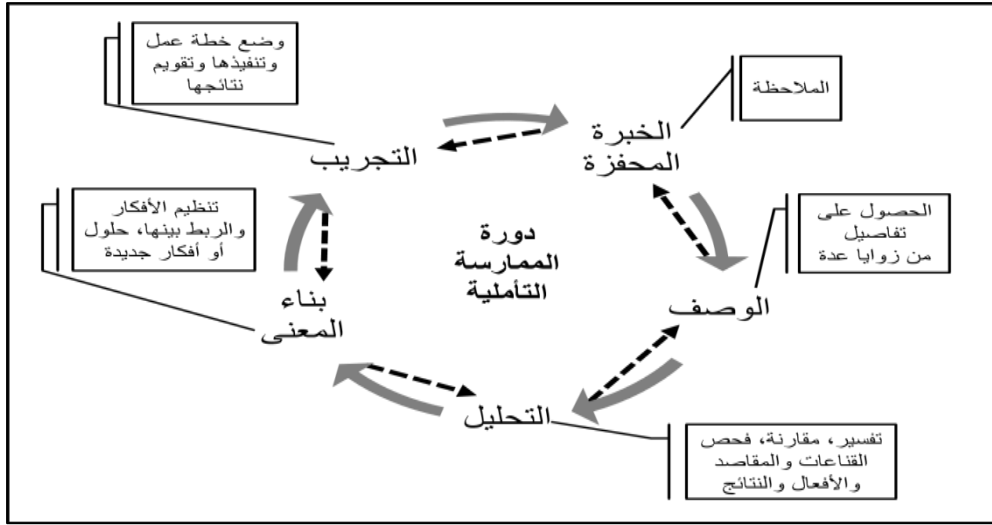 دورة
الممارسة
التأملية
الخبرة
المحفزة
الملاحظة
الوصف
الحصول على
تفاصيل
من زوايا عدة
التحليل
تفسير، مقارنة، فحص
القناعات والمقاصد
والأفعال والنتائج
بناء
المعنى
تنظيم الأفكار
والربط بينها، حلول
أو أفكار جديدة
التجريب
وضع خطة عمل
وتنفيذها وتقويم
نتائجها